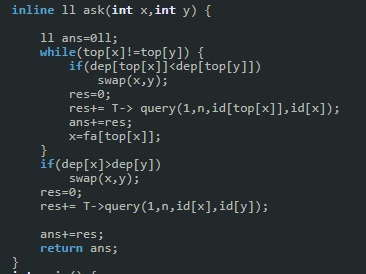 inline ll ask(int x,int y) {
ll ans=0ll;
while(top[x]!=top[y]) {
if(dep[top[x]]<dep[top[y]])
swap(x,y);
res=0;
res+= T-> query(1,n,id[top[x]],id[x]);
ans+=res;
x=fa[top[x]];
}
if(dep[x]>dep[y])
swap(x,y);
res=0;
res+= T->query(1,n,id[x],id[y]);
ans+=res;
return ans;
}